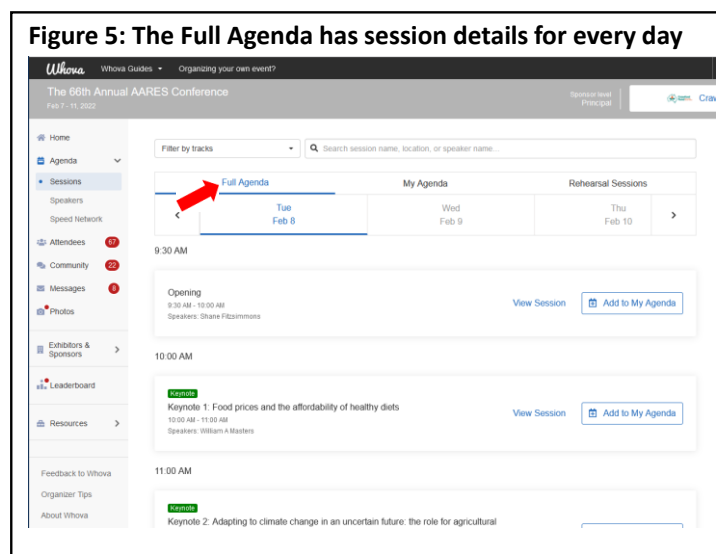 Figure 5: The Full Agenda has session details for every day
Whova Whova Guides Organizing your own event?
The 66th Annual AARES Conference
Feb 7 - 11, 2022
Sponsor level
Principal
Craw
Home
Agenda
Sessions
Speakers
Speed Network
Attendees 67
Community 22
Messages 8
Photos
Exhibitors &
Sponsors
Leaderboard
Resources
Feedback to Whova
Organizer Tips
About Whova
Filter by tracks
Search session name, location, or speaker name...
Full Agenda My Agenda Rehearsal Sessions
Tue Wed Thu
Feb 8 Feb 9 Feb 10
9:30 AM
Opening
9:30 AM - 10:00 AM
Speakers: Shane Fitzsimmons
View Session Add to My Agenda
10:00 AM
Keynote
Keynote 1: Food prices and the affordability of healthy diets
10:00 AM - 11:00 AM
Speakers: William A Masters
View Session Add to My Agenda
11:00 AM
Keynote
Keynote 2: Adapting to climate change in an uncertain future: the role for agricultural